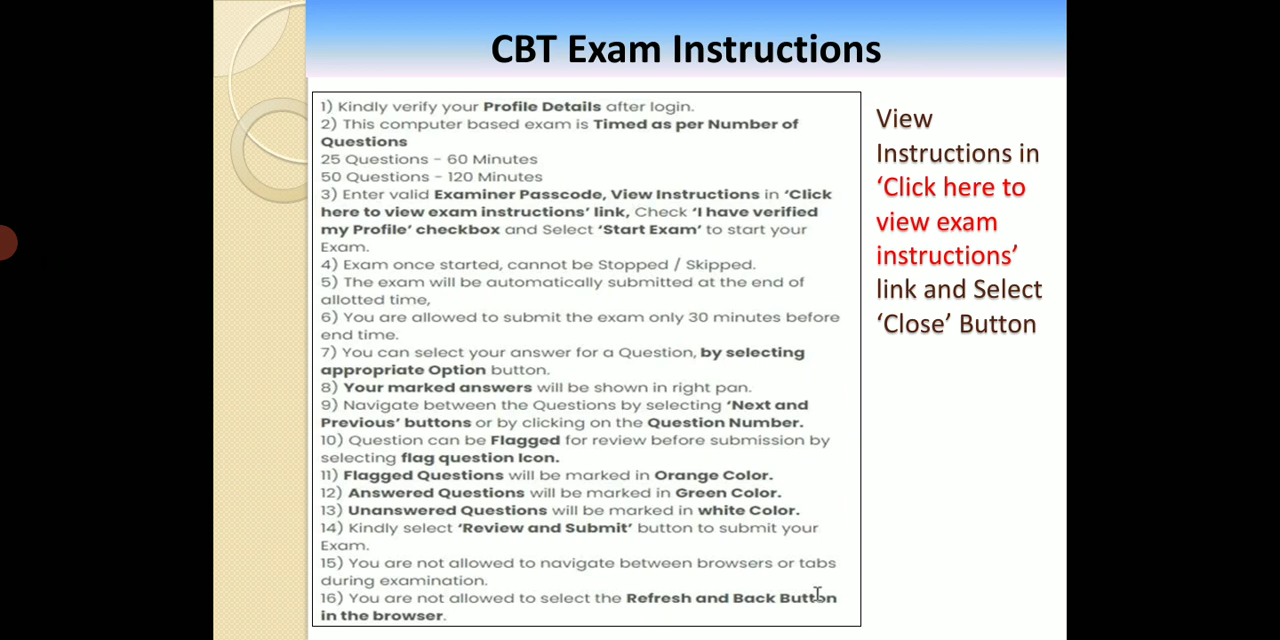 CBT Exam Instructions
1) Kindly verify your Profile Details after login.
2) This computer based exam is Timed as per Number of
Questions
25 Questions - 60 Minutes
50 Questions - 120 Minutes
3) Enter valid Examiner Passcode, View Instructions in ‘Click
here to view exam instructions’ link, Check ‘I have verified
my Profile’ checkbox and Select ‘Start Exam’ to start your
Exam.
4) Exam once started, cannot be Stopped / Skipped.
5) The exam will be automatically submitted at the end of
allotted time,
6) You are allowed to submit the exam only 30 minutes before
end time.
7) You can select your answer for a Question, by selecting
appropriate Option button.
8) Your marked answers will be shown in right pan.
9) Navigate between the Questions by selecting ‘Next and
Previous’ buttons or by clicking on the Question Number.
10) Question can be Flagged for review before submission by
selecting flag question Icon.
11) Flagged Questions will be marked in Orange Color.
12) Answered Questions will be marked in Green Color.
13) Unanswered Questions will be marked in white Color.
14) Kindly select ‘Review and Submit’ button to submit your
Exam.
15) You are not allowed to navigate between browsers or tabs
during examination.
16) You are not allowed to select the Refresh and Back Button
in the browser.
View
Instructions in
‘Click here to
view exam
instructions’
link and Select
‘Close’ Button